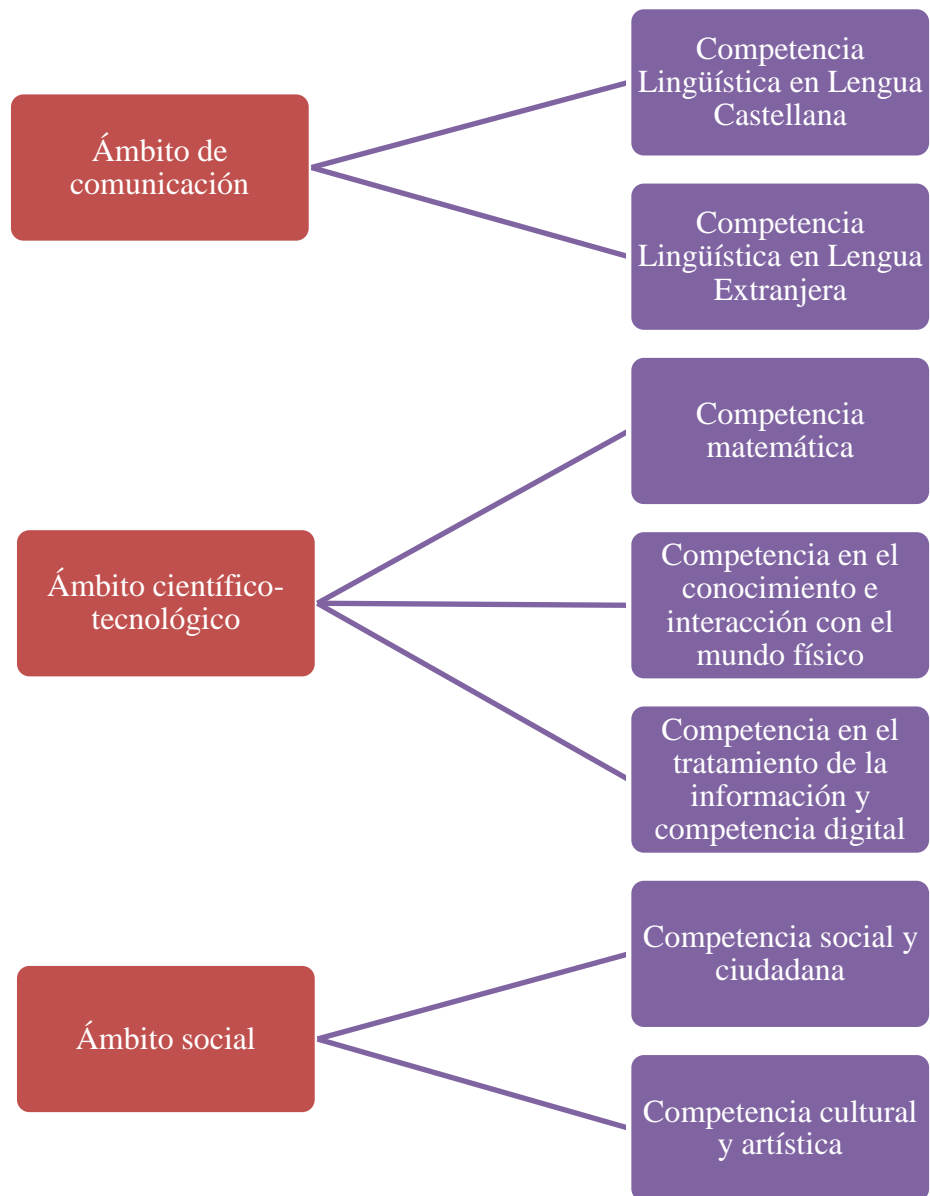 Ámbito de
comunicación
Competencia
Lingüística en Lengua
Castellana
Competencia
Lingüística en Lengua
Extranjera
Ámbito científico-
tecnológico
Competencia
matemática
Competencia en el
conocimiento e
interacción con el
mundo físico
Competencia en el
tratamiento de la
información y
competencia digital
Ámbito social
Competencia social y
ciudadana
Competencia cultural
y artística